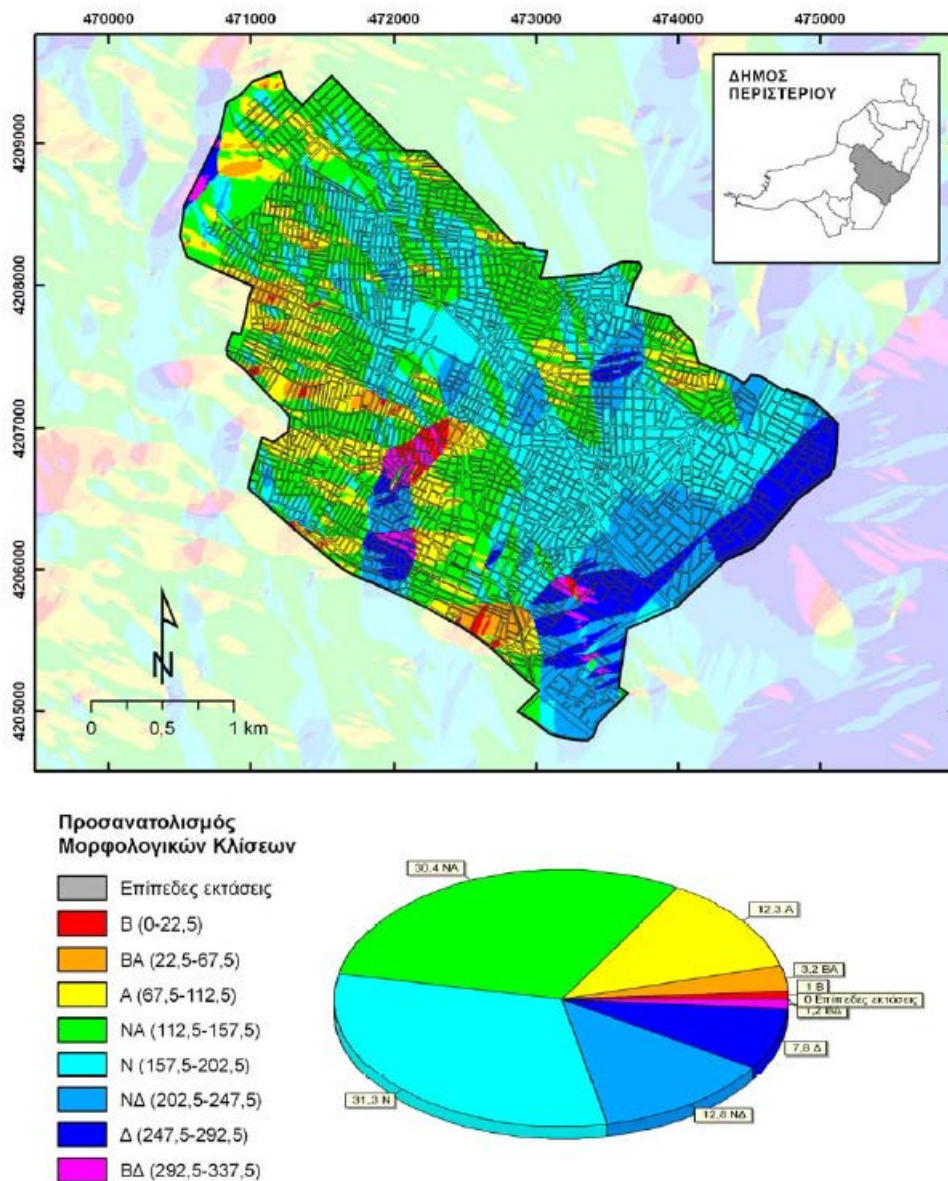 470000 471000 472000 473000 474000 475000
ΔΗΜΟΣ
ΠΕΡΙΣΤΕΡΙΟΥ
4209000
4208000
4207000
4206000
4205000
N
0 0.5 1 km
Προσανατολισμός
Μορφολογικών Κλίσεων
Επίπεδες εκτάσεις
Β (0-22,5)
ΒΑ (22,5-67,5)
Α (67,5-112,5)
ΝΑ (112,5-157,5)
Ν (157,5-202,5)
ΝΔ (202,5-247,5)
Δ (247,5-292,5)
ΒΔ (292,5-337,5)
30,4 ΝΑ
12,3 Α
3,2 ΒΑ
1 Β
0 Επίπεδες εκτάσεις
1,2 ΒΔ
7,8 Δ
12,8 ΝΔ
31,3 Ν